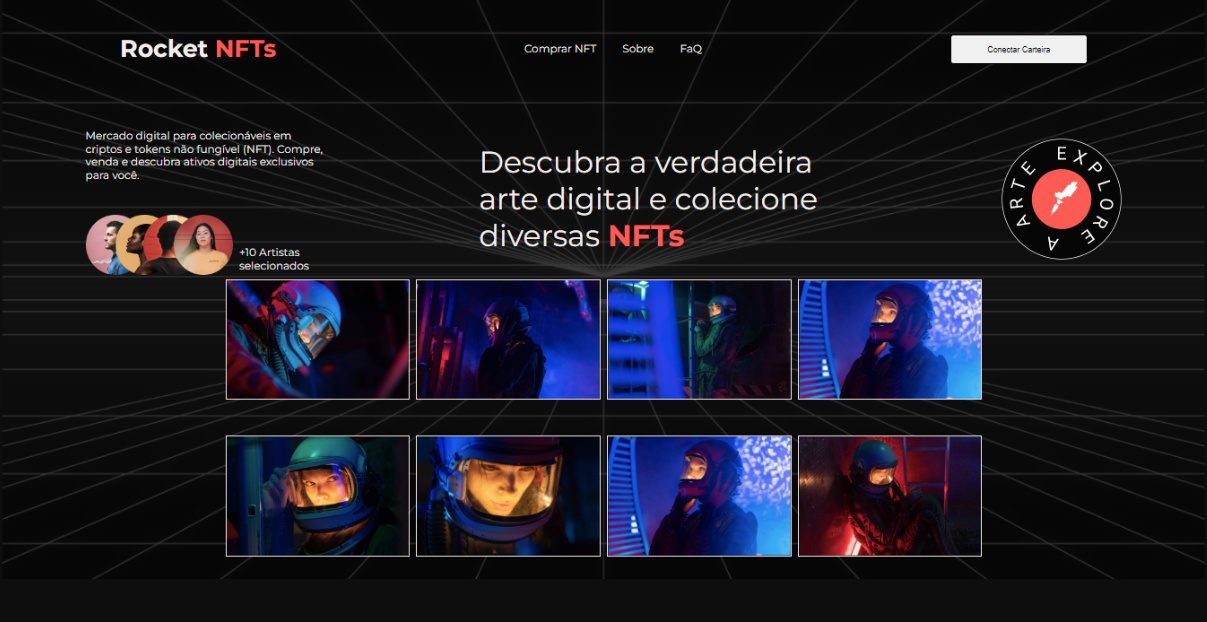 Rocket NFTs
Comprar NFT
Sobre
FaQ
Conectar Carteira
Mercado digital para colecionáveis em
criptos e tokens não fungível (NFT). Compre,
venda e descubra ativos digitais exclusivos
para você.
+10 Artistas
selecionados
Descubra a verdadeira
arte digital e colecione
diversas NFTs
EXPLORE A ARTE